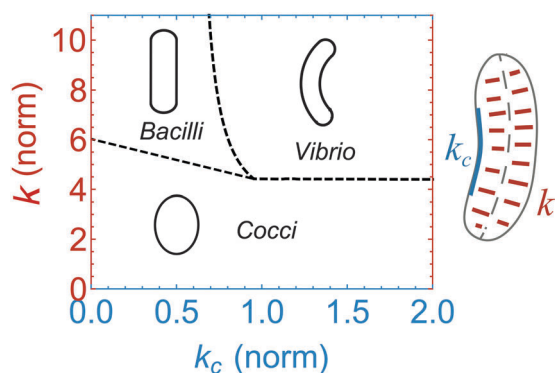 10
8
6
4
2
0
k (norm)
Bacilli
Vibrio
Cocci
0.0 0.5 1.0 1.5 2.0
k_c (norm)
k_c
k